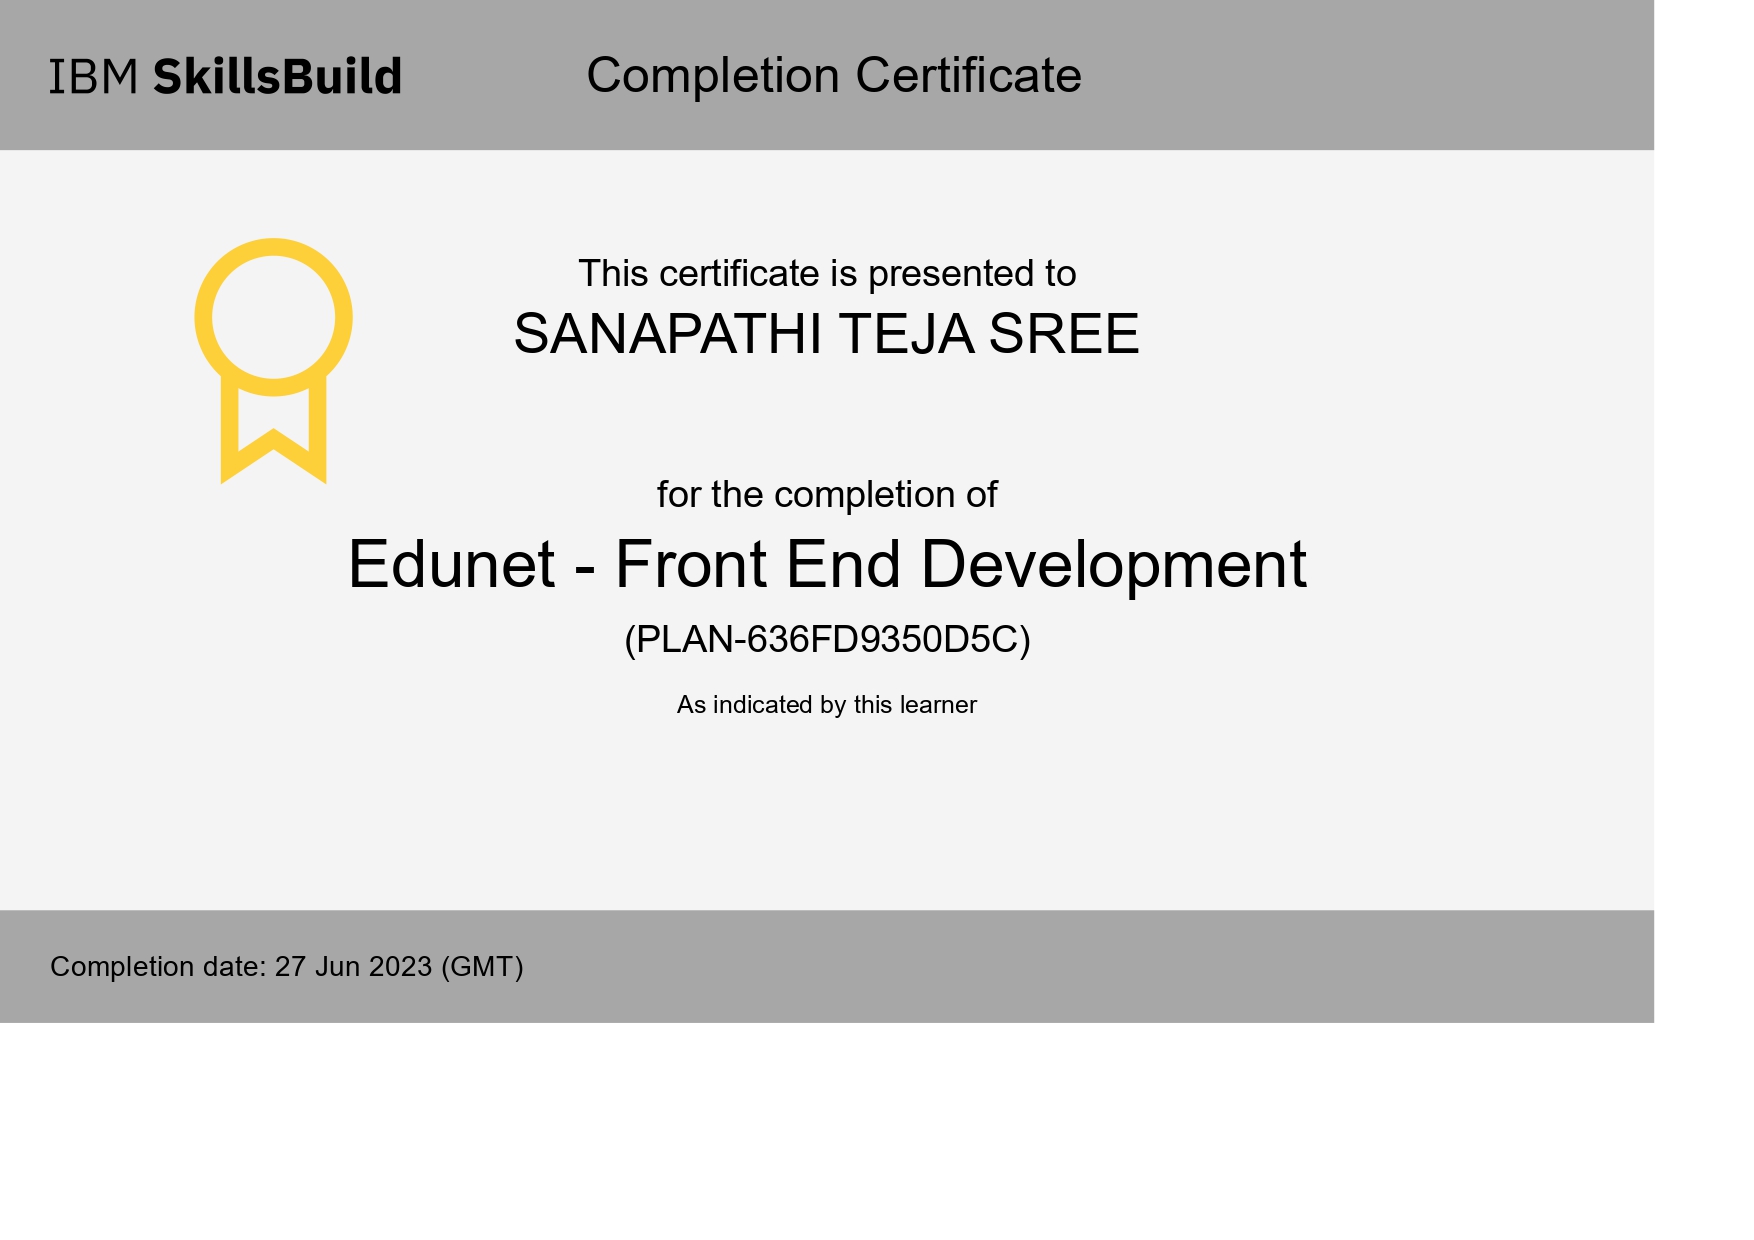 IBM SkillsBuild
Completion Certificate
This certificate is presented to
SANAPATHI TEJA SREE
for the completion of
Edunet - Front End Development
(PLAN-636FD9350D5C)
As indicated by this learner
Completion date: 27 Jun 2023 (GMT)